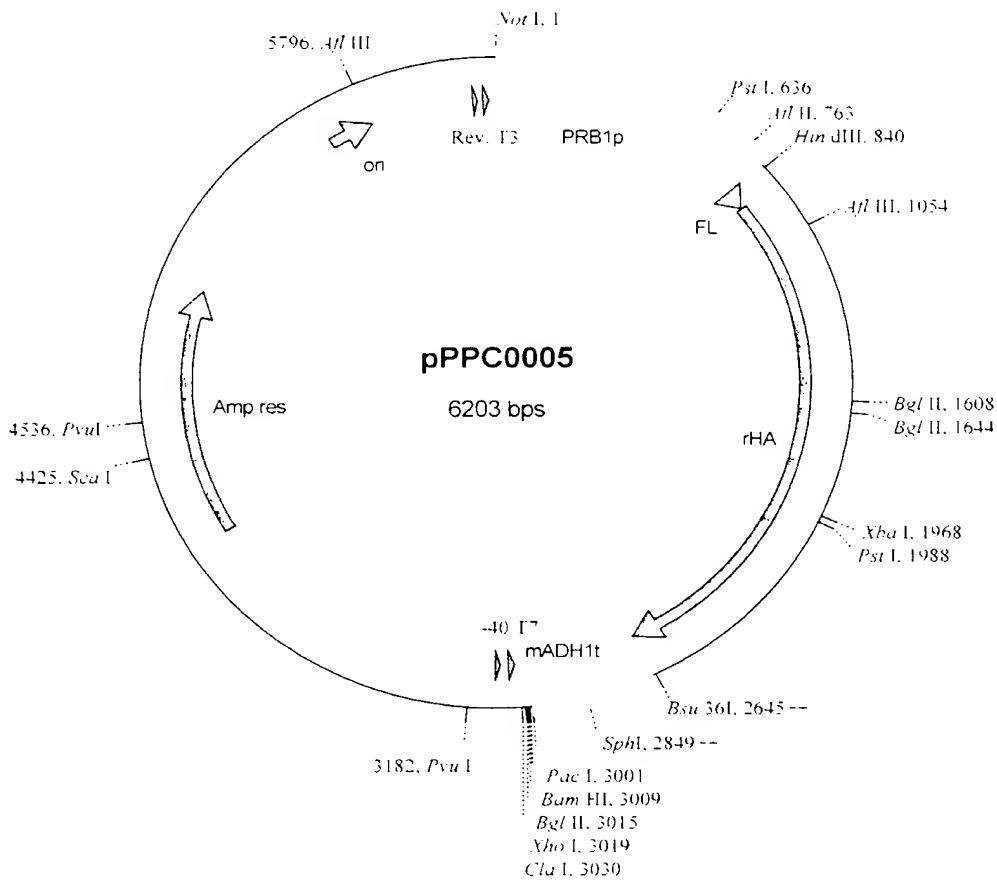 Not I, 1
5796, Afl III
Pst I, 636
Afl II, 763
Hin dIII, 840
Rev. T3
PRB1p
ori
Afl III, 1054
FL
pPPC0005
6203 bps
Amp res
Bgl II, 1608
Bgl II, 1644
rHA
4536, PvuI
4425, Sca I
Xba I, 1968
Pst I, 1988
-40 T7
mADH1t
Bsu 36I, 2645
SphI, 2849
3182, Pvu I
Pac I, 3001
Bam HI, 3009
Bgl II, 3015
Xho I, 3019
Cla I, 3030